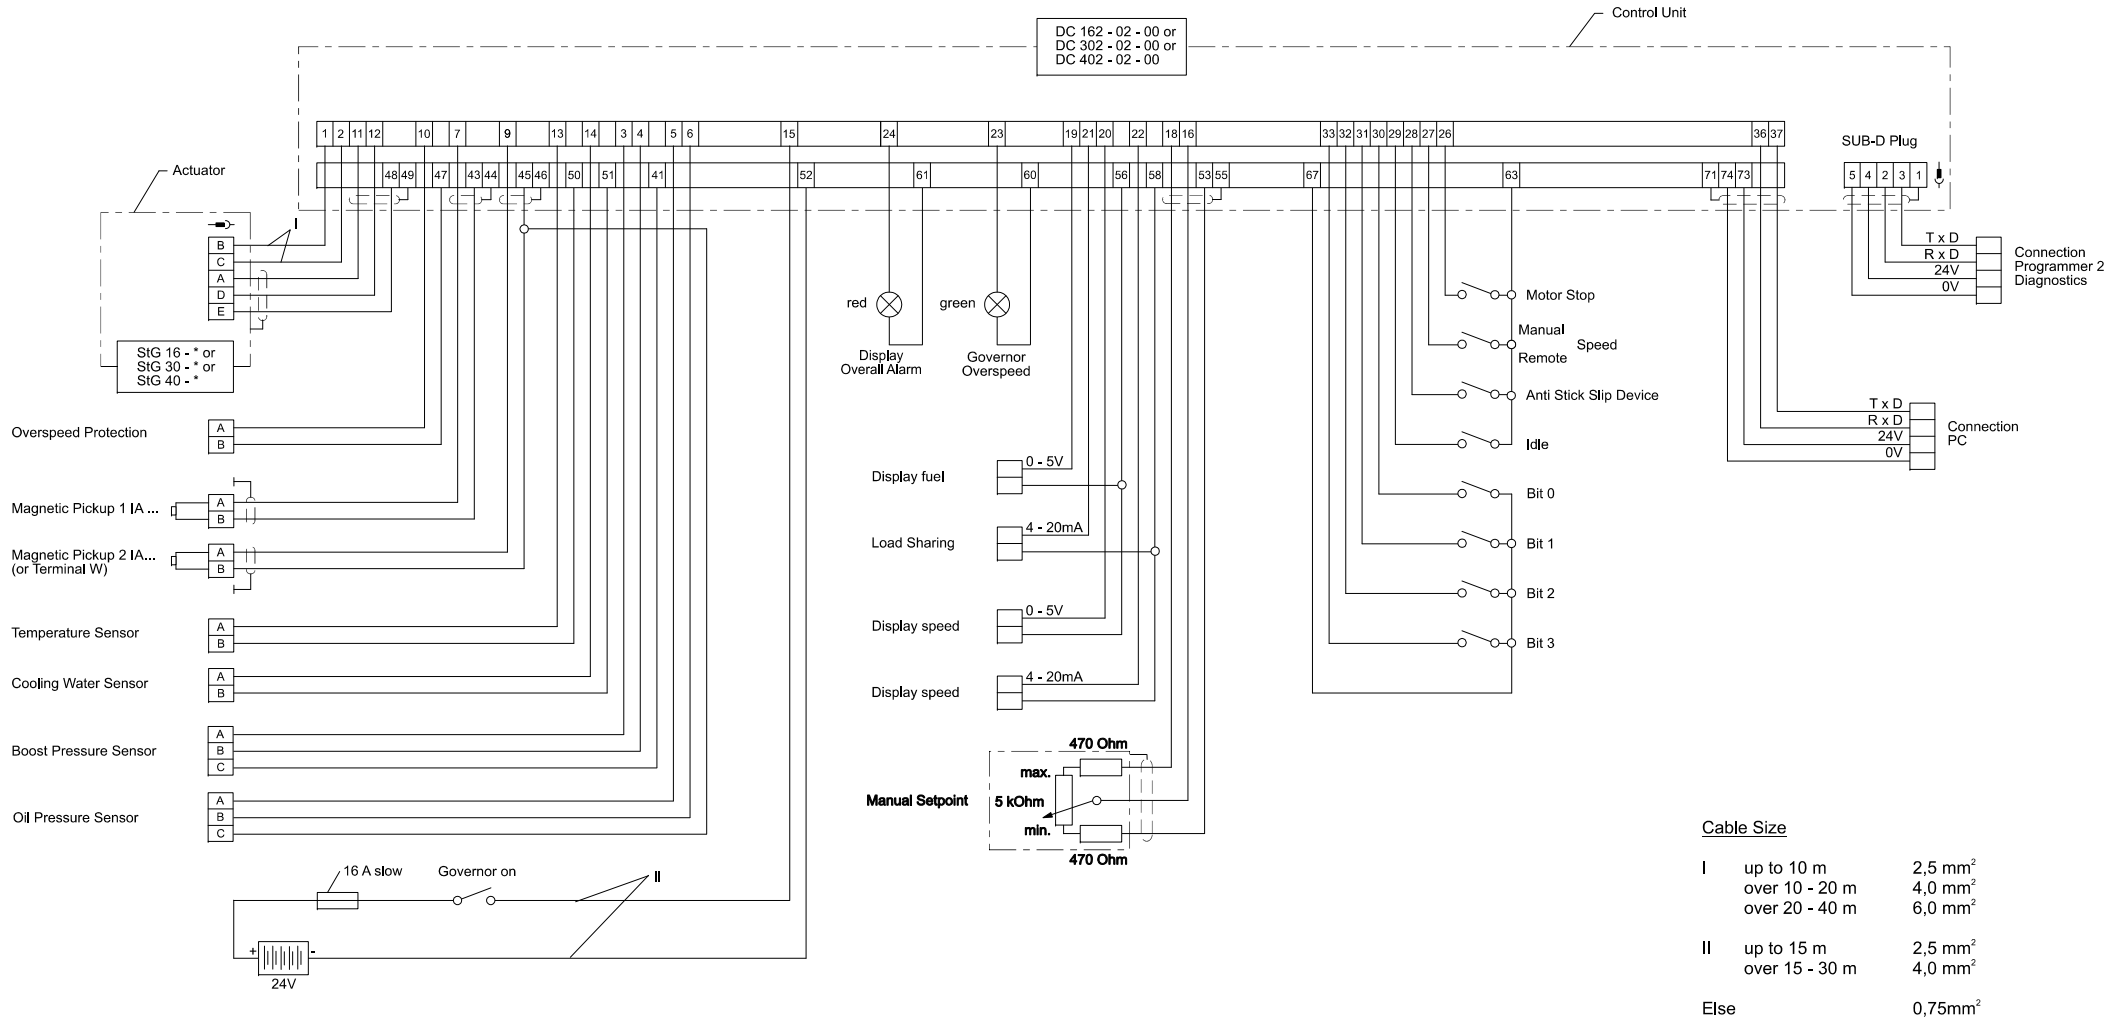 Control Unit
DC 162 - 02 - 00 or
DC 302 - 02 - 00 or
DC 402 - 02 - 00
1 2 11 12 10 7 9 13 14 3 4 5 6 15 24 23 19 21 20 22 18 16 33 32 31 30 29 28 27 26 36 37
SUB-D Plug
48 49 47 43 44 45 46 50 51 41 52 61 60 56 58 53 55 67 63 71 74 73
5 4 2 3 1
Actuator
I
B
C
A
D
E
StG 16 - * or
StG 30 - * or
StG 40 - *
T x D
R x D
24V
0V
Connection
Programmer 2
Diagnostics
red
Display
Overall Alarm
green
Governor
Overspeed
Motor Stop
Manual
Speed
Remote
Anti Stick Slip Device
Idle
Bit 0
Bit 1
Bit 2
Bit 3
T x D
R x D
24V
0V
Connection
PC
Overspeed Protection
A
B
Magnetic Pickup 1 IA ...
A
B
Magnetic Pickup 2 IA...
(or Terminal W)
A
B
Temperature Sensor
A
B
Cooling Water Sensor
A
B
Boost Pressure Sensor
A
B
C
Oil Pressure Sensor
A
B
C
Display fuel
0 - 5V
Load Sharing
4 - 20mA
Display speed
0 - 5V
Display speed
4 - 20mA
470 Ohm
max.
Manual Setpoint
5 kOhm
min.
470 Ohm
16 A slow
Governor on
II
+
-
24V
Cable Size
I up to 10 m 2,5 mm²
over 10 - 20 m 4,0 mm²
over 20 - 40 m 6,0 mm²
II up to 15 m 2,5 mm²
over 15 - 30 m 4,0 mm²
Else 0,75mm²